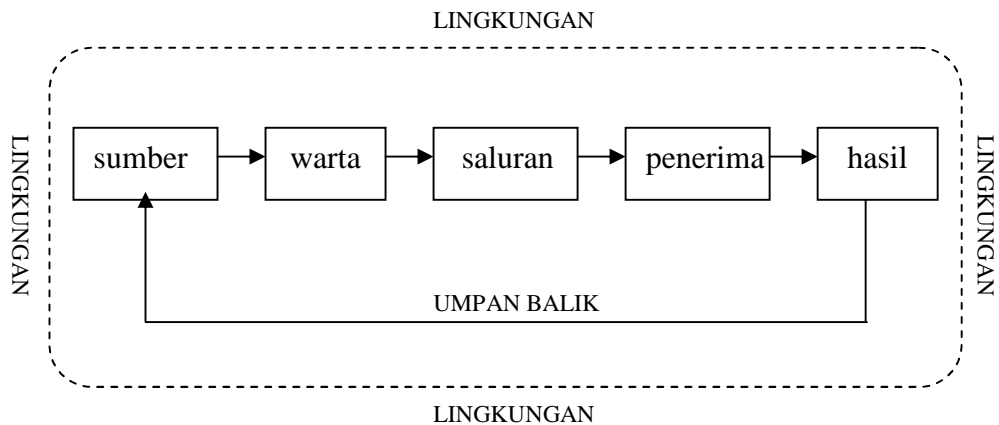 LINGKUNGAN
LINGKUNGAN
sumber
warta
saluran
penerima
hasil
LINGKUNGAN
UMPAN BALIK
LINGKUNGAN